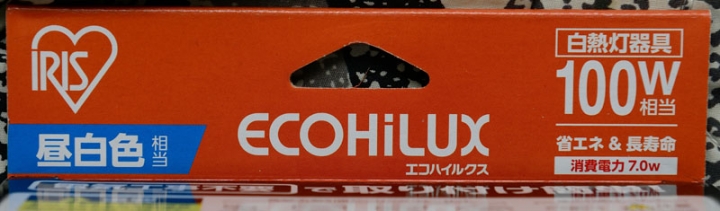 IRIS
昼白色 相当
ECOHiLUX
エコハイルクス
白熱灯器具
100W 相当
省エネ & 長寿命
消費電力 7.0w